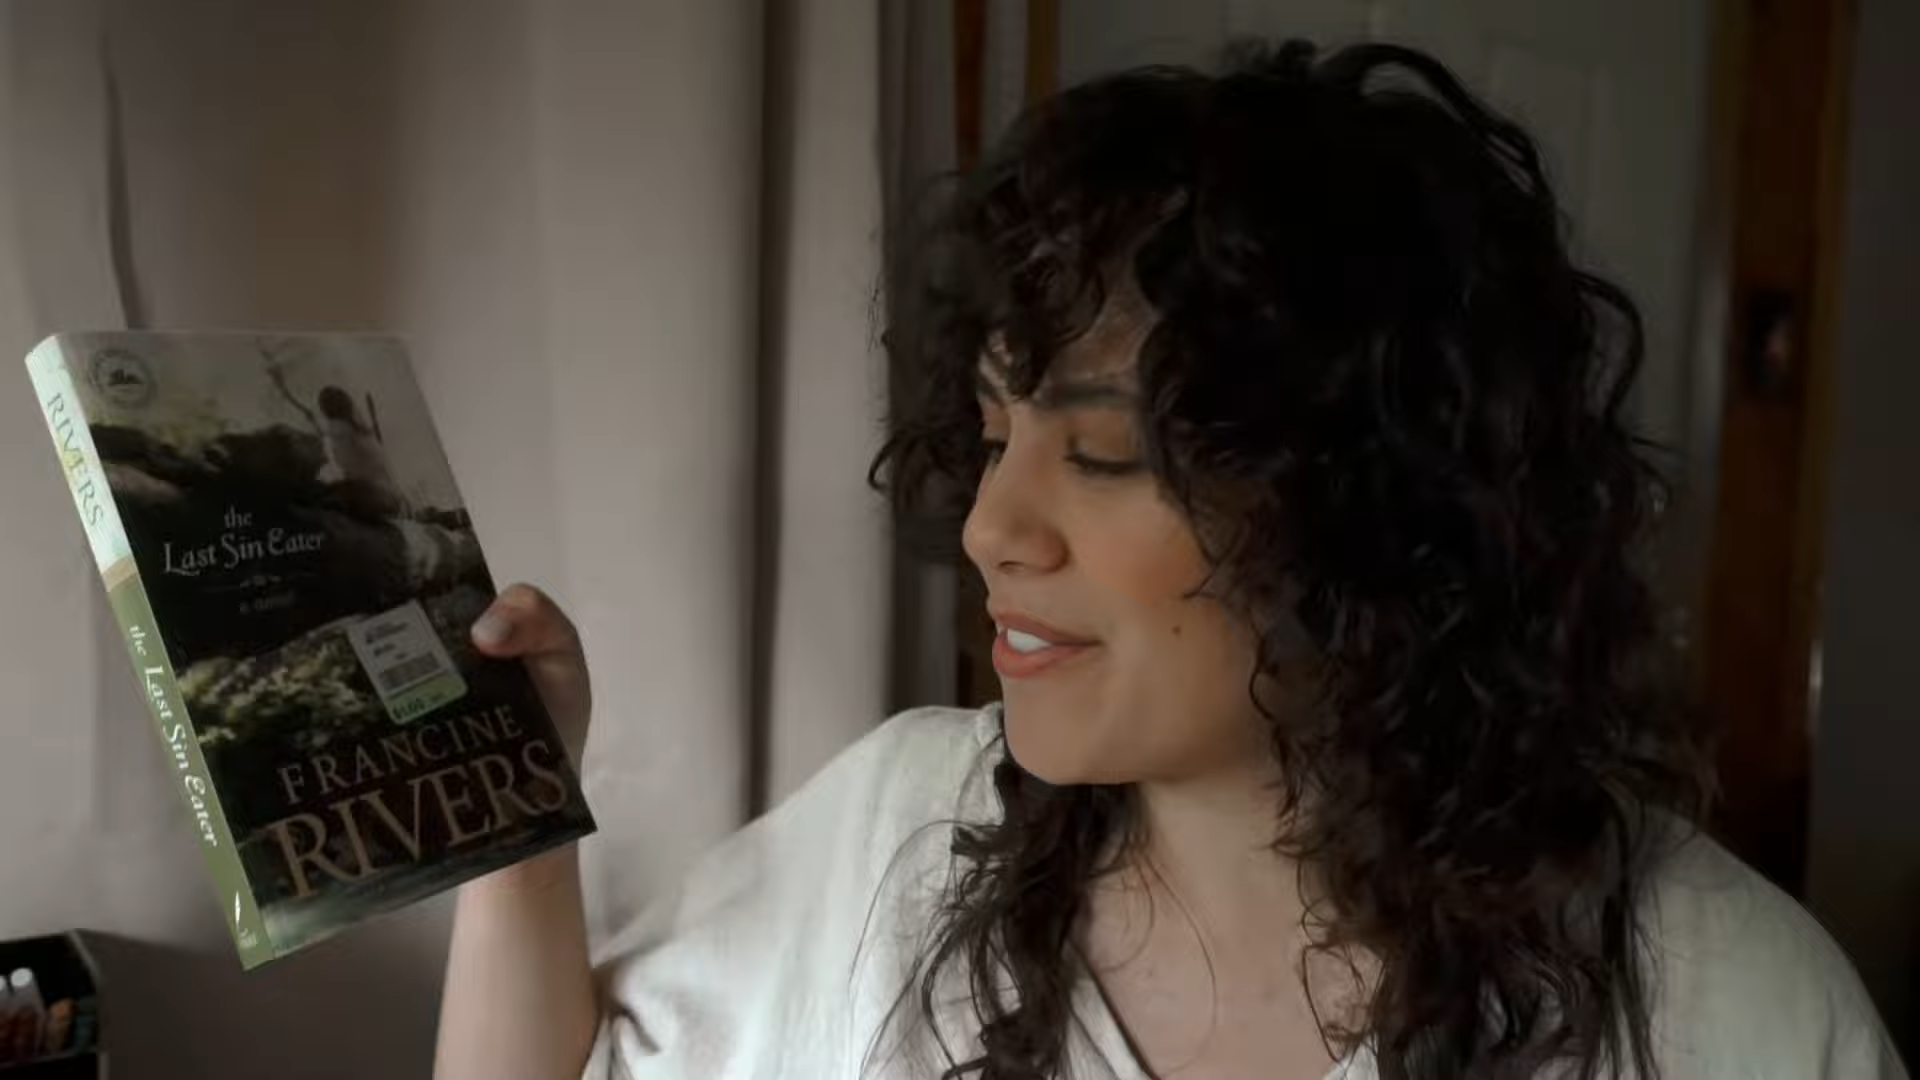 RIVERS
the Last Sin Eater
the
Last Sin Eater
a novel
FRANCINE
RIVERS